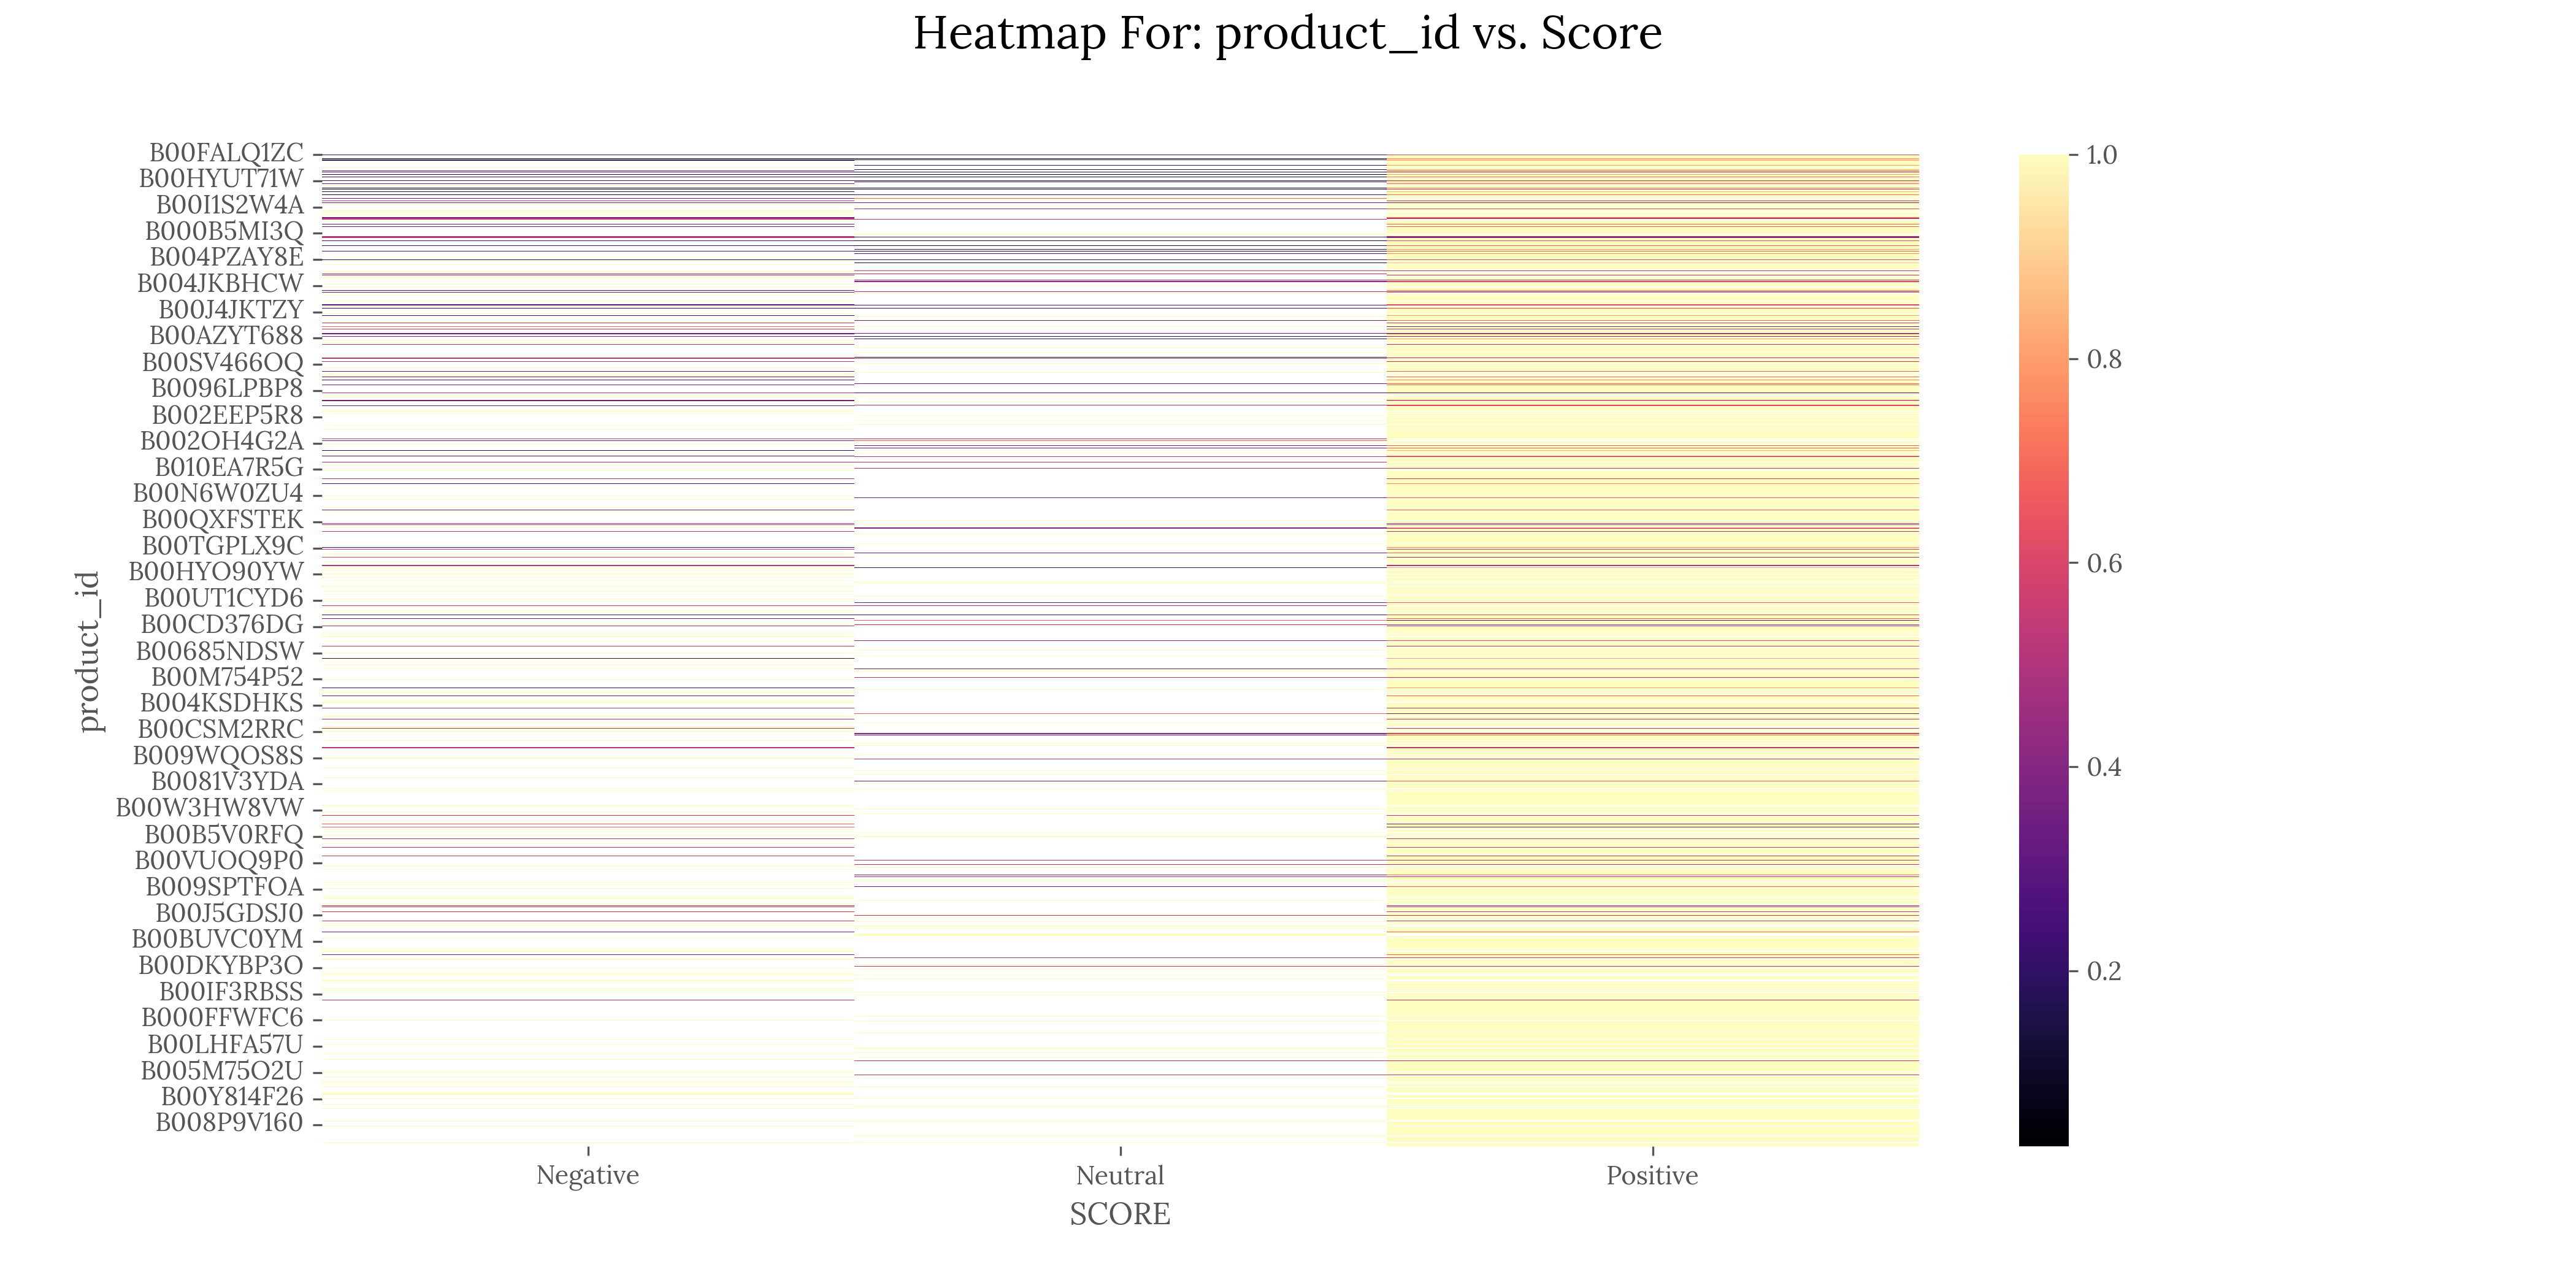 Heatmap For: product_id vs. Score
product_id
B00FALQ1ZC
B00HYUT71W
B00I1S2W4A
B000B5MI3Q
B004PZAY8E
B004JKBHCW
B00J4JKTZY
B00AZYT688
B00SV466OQ
B0096LPBP8
B002EEP5R8
B002OH4G2A
B010EA7R5G
B00N6W0ZU4
B00QXFSTEK
B00TGPLX9C
B00HYO90YW
B00UT1CYD6
B00CD376DG
B00685NDSW
B00M754P52
B004KSDHKS
B00CSM2RRC
B009WQOS8S
B0081V3YDA
B00W3HW8VW
B00B5V0RFQ
B00VUOQ9P0
B009SPTFOA
B00J5GDSJ0
B00BUVC0YM
B00DKYBP3O
B00IF3RBSS
B000FFWFC6
B00LHFA57U
B005M75O2U
B00Y814F26
B008P9V160
Negative Neutral Positive
SCORE
1.0
0.8
0.6
0.4
0.2